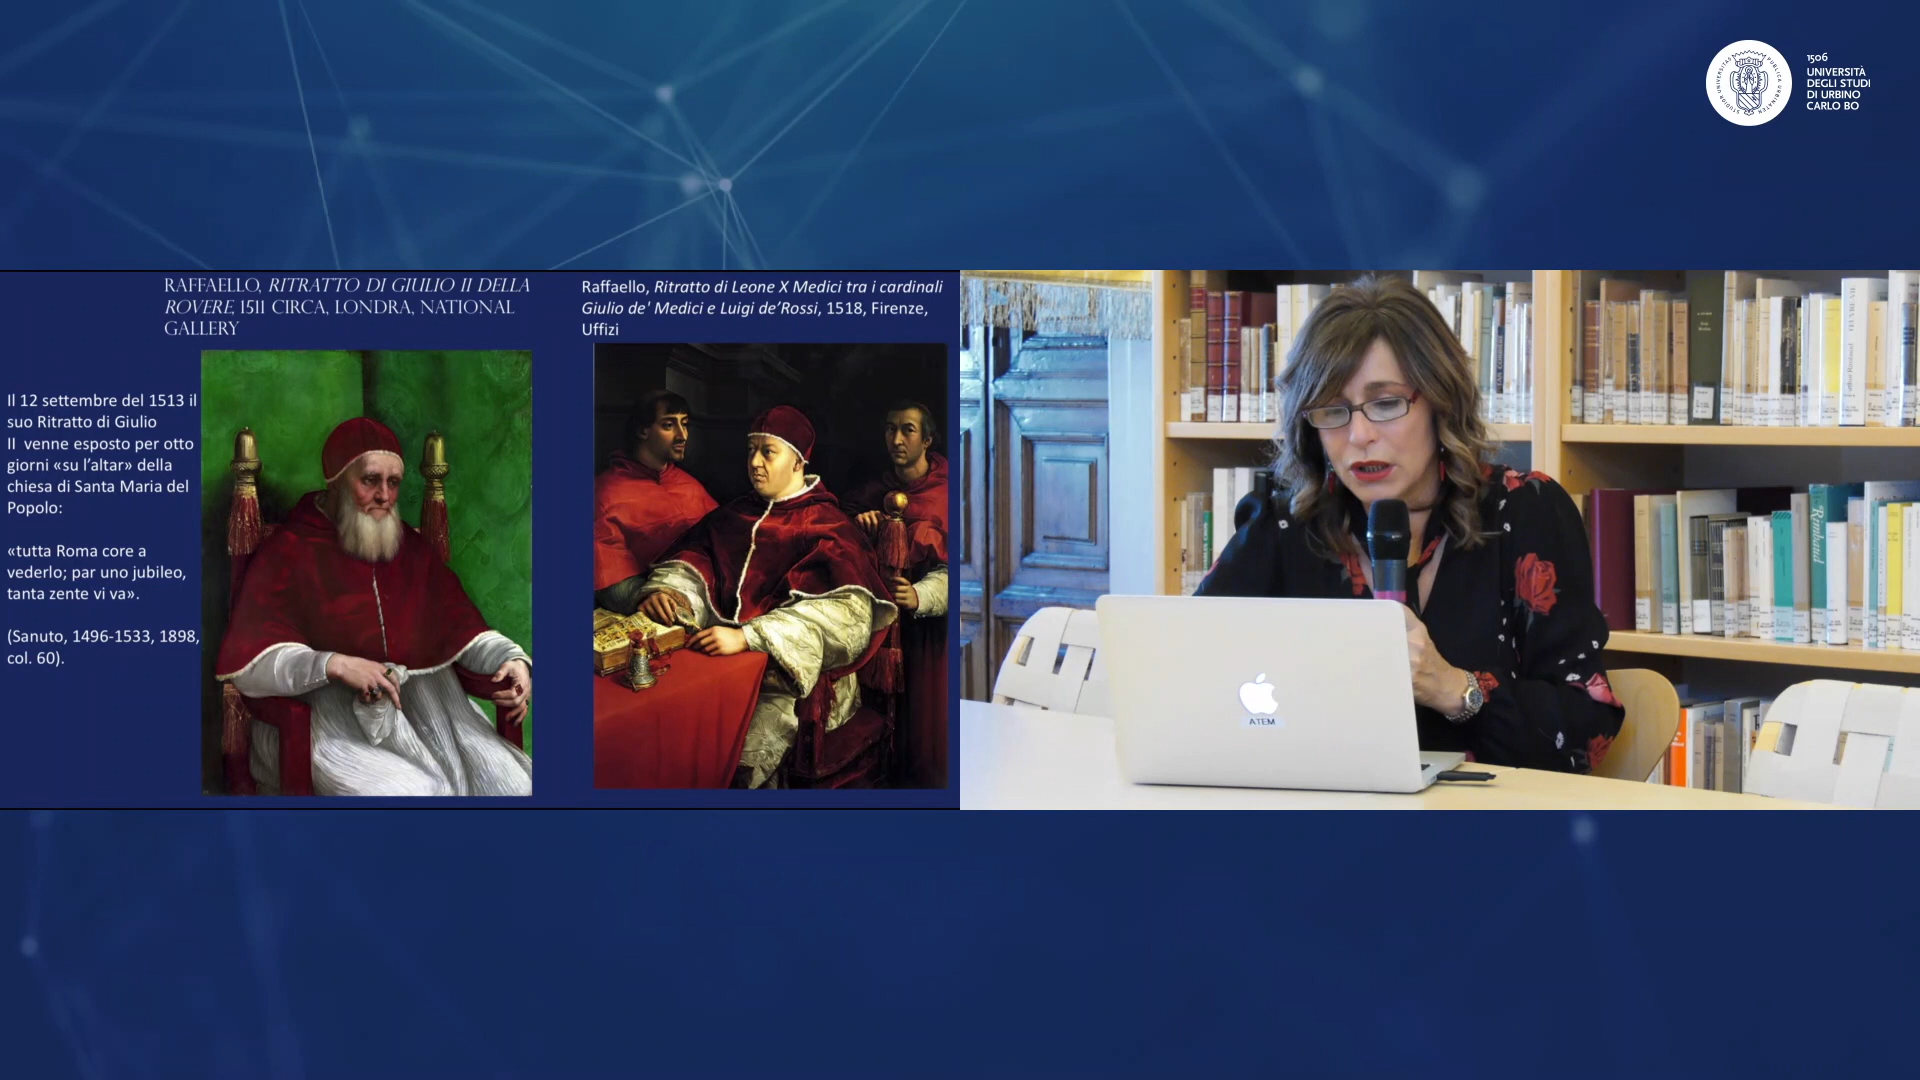 1506
UNIVERSITÀ
DEGLI STUDI
DI URBINO
CARLO BO
RAFFAELLO, RITRATTO DI GIULIO II DELLA
ROVERE, 1511 CIRCA, LONDRA, NATIONAL
GALLERY
Raffaello, Ritratto di Leone X Medici tra i cardinali
Giulio de' Medici e Luigi de’Rossi, 1518, Firenze,
Uffizi
Il 12 settembre del 1513 il
suo Ritratto di Giulio
II venne esposto per otto
giorni «su l’altar» della
chiesa di Santa Maria del
Popolo:
«tutta Roma core a
vederlo; par uno jubileo,
tanta zente vi va».
(Sanuto, 1496-1533, 1898,
col. 60).
Rimbaud
ATEM